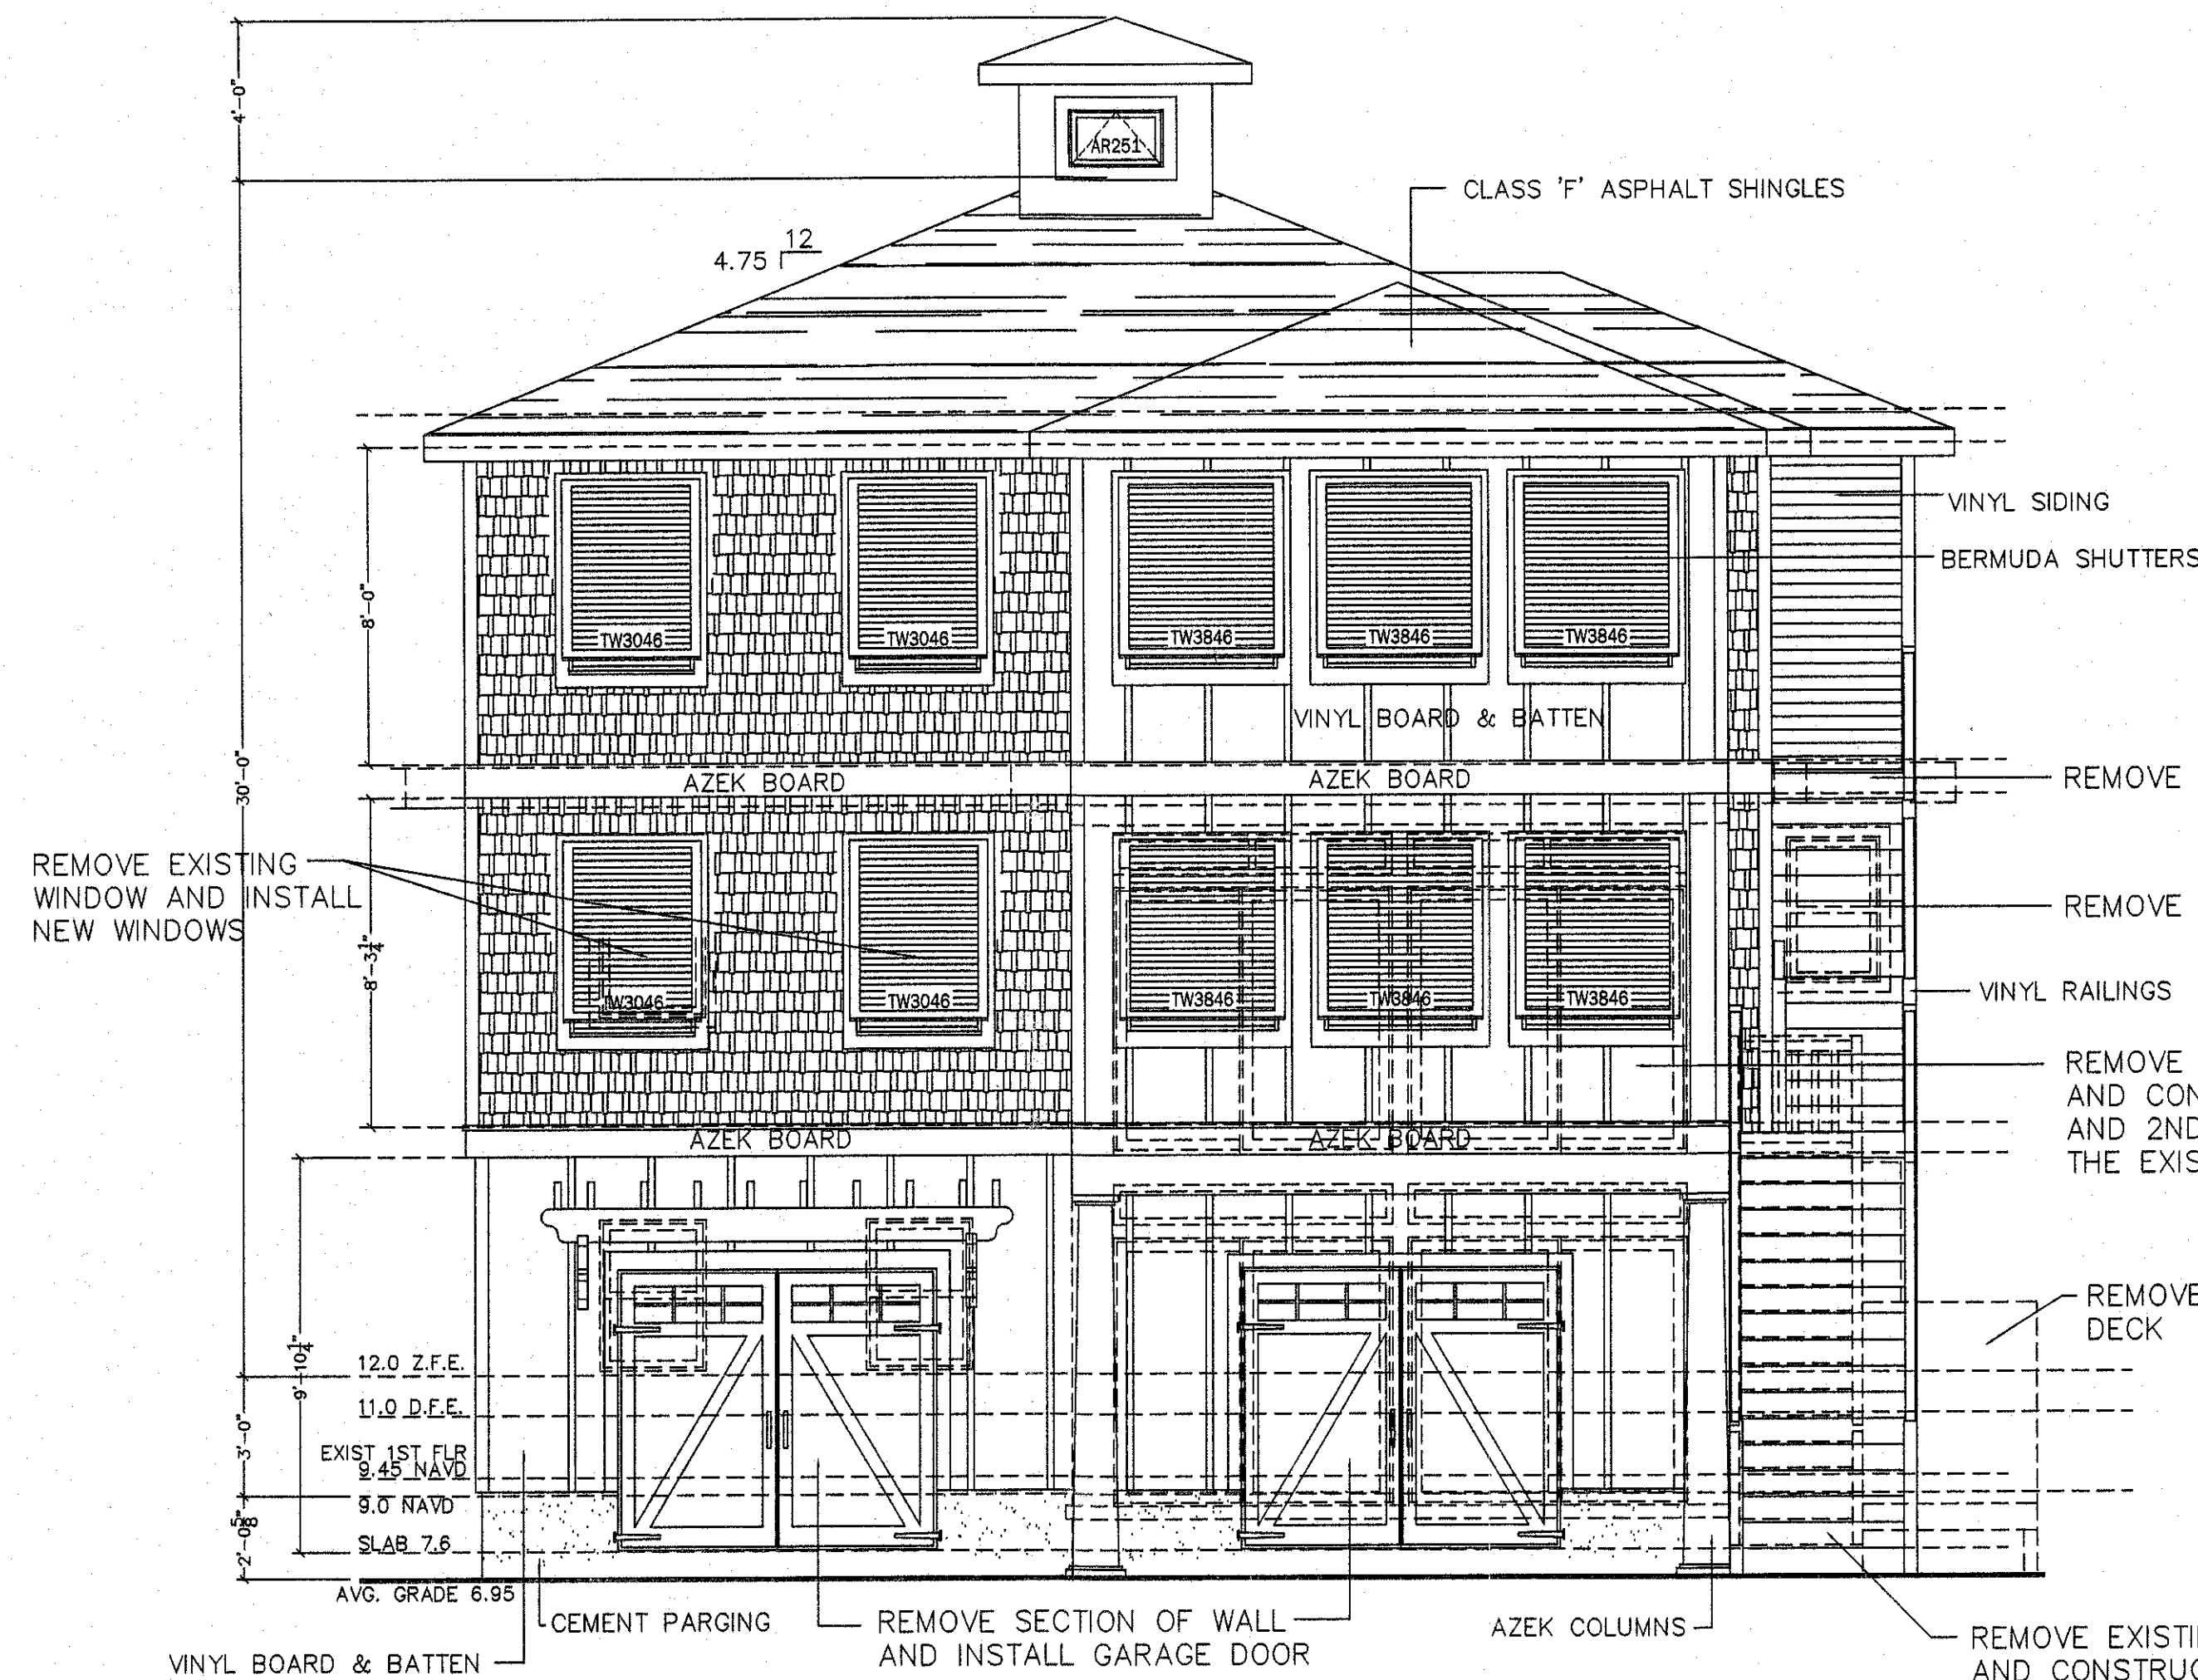 4'-0"
AR251
CLASS 'F' ASPHALT SHINGLES
12
4.75
VINYL SIDING
BERMUDA SHUTTERS
8'-0"
TW3046
TW3046
TW3846
TW3846
TW3846
VINYL BOARD & BATTEN
30'-0"
AZEK BOARD
AZEK BOARD
REMOVE
REMOVE EXISTING
WINDOW AND INSTALL
NEW WINDOWS
REMOVE
8'-3¼"
TW3046
TW3046
TW3846
TW3846
TW3846
VINYL RAILINGS
REMOVE
AND CON
AND 2ND
THE EXIS
AZEK BOARD
AZEK BOARD
REMOVE
DECK
9'-10¼"
12.0 Z.F.E.
11.0 D.F.E.
3'-0"
EXIST 1ST FLR
9.45 NAVD
9.0 NAVD
2'-0⅝"
SLAB 7.6
AVG. GRADE 6.95
CEMENT PARGING
REMOVE SECTION OF WALL
AND INSTALL GARAGE DOOR
AZEK COLUMNS
VINYL BOARD & BATTEN
REMOVE EXISTI
AND CONSTRUC